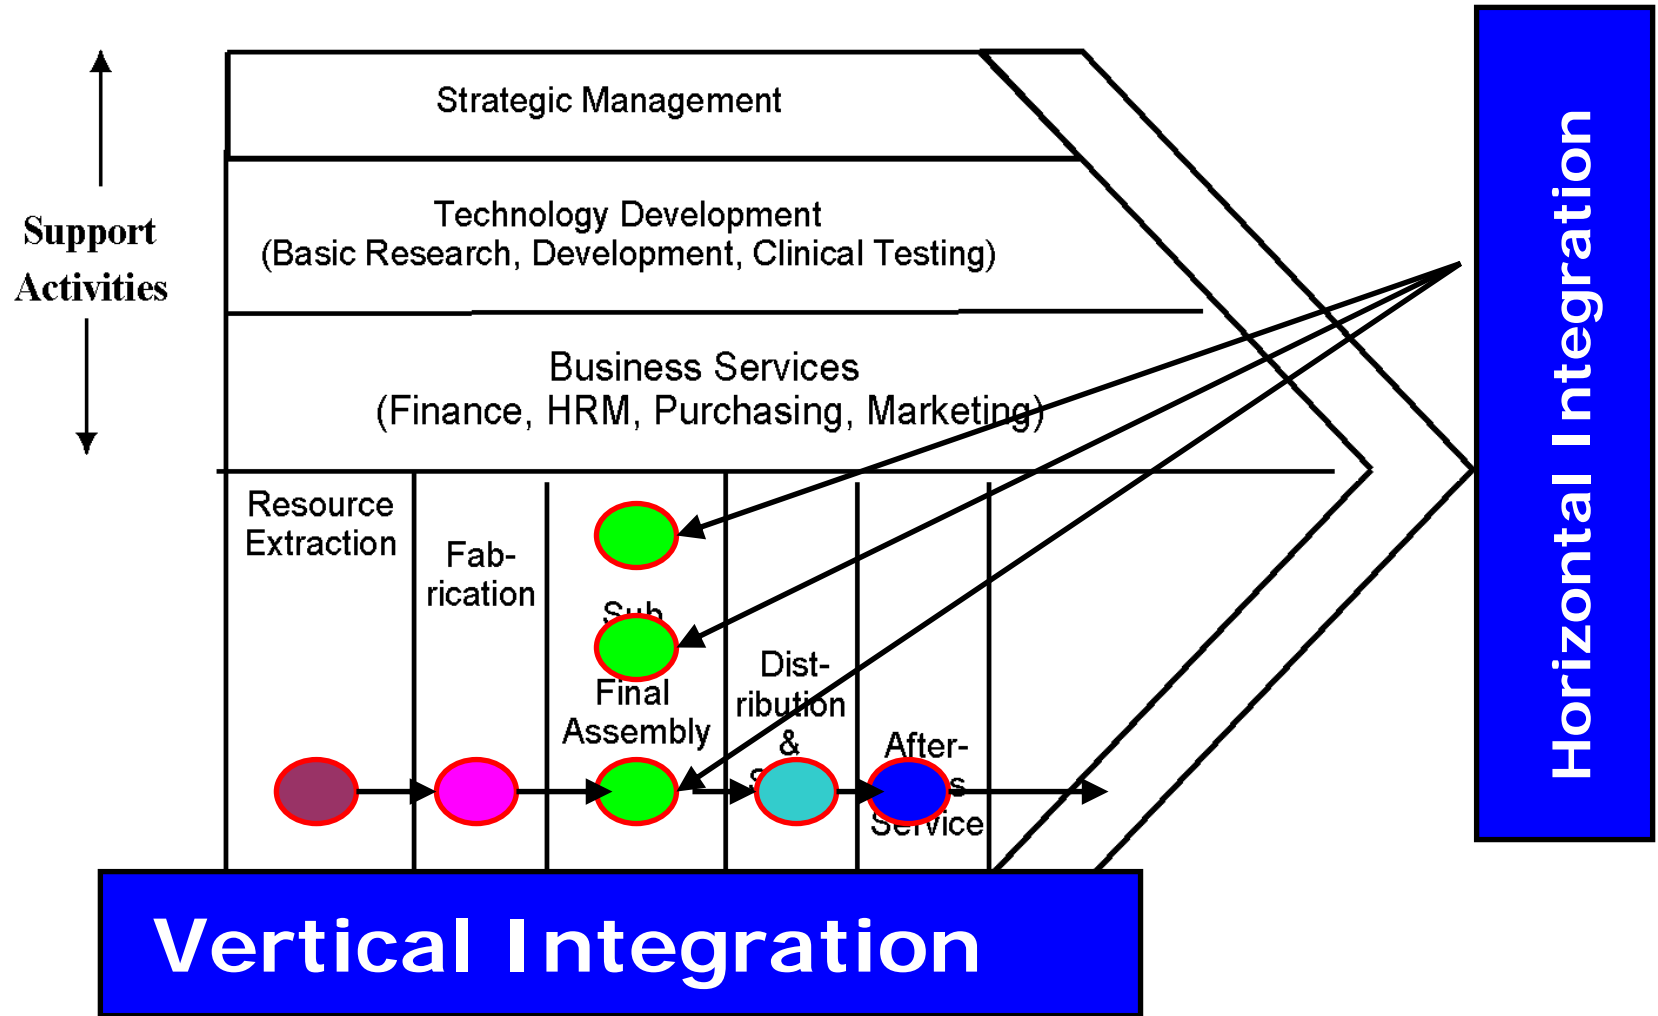 Strategic Management
Technology Development
(Basic Research, Development, Clinical Testing)
Support
Activities
Business Services
(Finance, HRM, Purchasing, Marketing)
Resource
Extraction
Fab-
rication
Sub
Final
Assembly
Dist-
ribution
&
After-
Service
Horizontal Integration
Vertical Integration